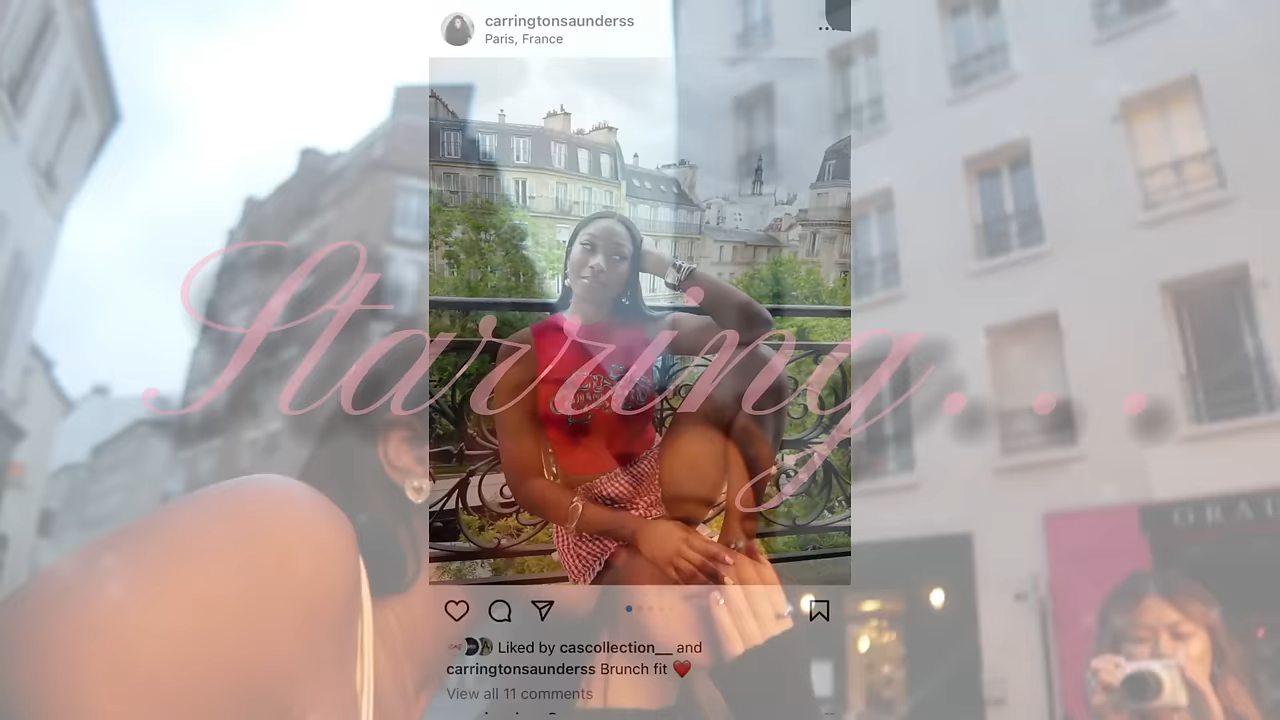 carringtonsaunderss
Paris, France
Starring...
Liked by cascollection__ and
carringtonsaunderss Brunch fit ❤️
View all 11 comments